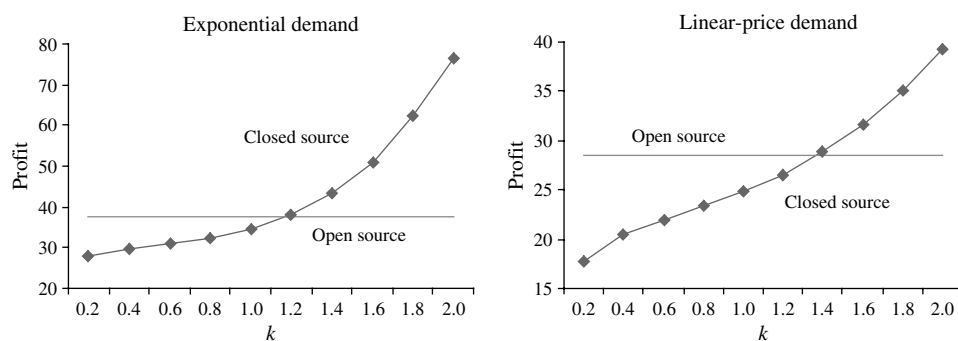 Exponential demand
80
70
60
50
40
30
20
Profit
Closed source
Open source
0.2 0.4 0.6 0.8 1.0 1.2 1.4 1.6 1.8 2.0
k
Linear-price demand
40
35
30
25
20
15
Profit
Open source
Closed source
0.2 0.4 0.6 0.8 1.0 1.2 1.4 1.6 1.8 2.0
k